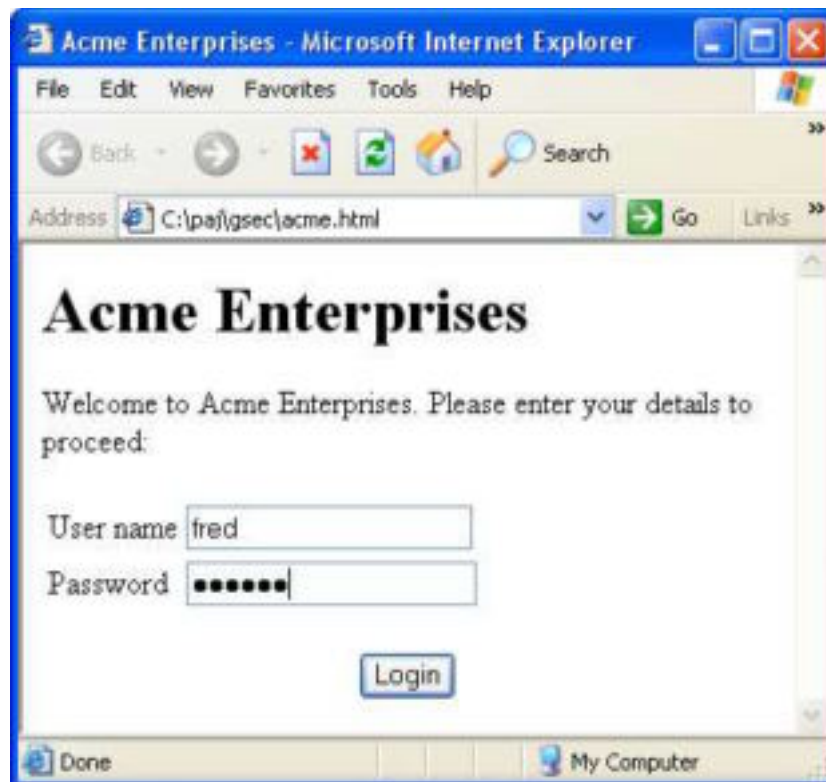 Acme Enterprises - Microsoft Internet Explorer
File Edit View Favorites Tools Help
Back Search
Address C:\paj\gsec\acme.html Go Links
Acme Enterprises
Welcome to Acme Enterprises. Please enter your details to
proceed:
User name fred
Password ••••••
Login
Done My Computer